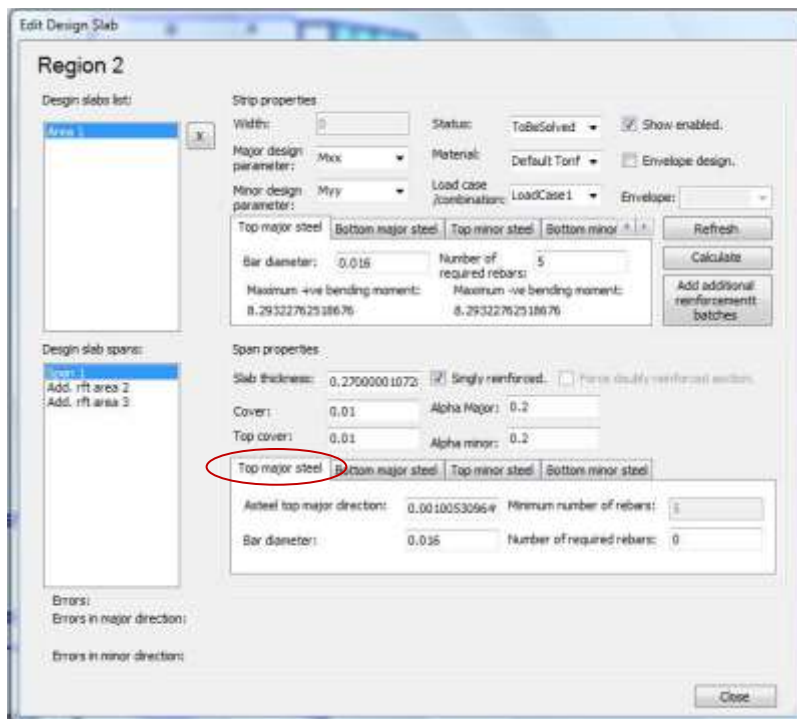 Edit Design Slab
Region 2
Desgin slabs list:
Area 1
x
Strip properties
Width: 0
Status: ToBeSolved
Show enabled.
Major design parameter: Mxx
Material: Default Tonf
Envelope design.
Minor design parameter: Myy
Load case /combination: LoadCase1
Envelope:
Top major steel Bottom major steel Top minor steel Bottom minor
Refresh
Bar diameter: 0.016
Number of required rebars: 5
Calculate
Maximum +ve bending moment: Maximum -ve bending moment:
8.29322762518676 8.29322762518676
Add additional reinforcementt batches
Desgin slab spans:
Span 1
Add. rft area 2
Add. rft area 3
Span properties
Slab thickness: 0.27000001072
Singly reinforced.
Force doubly reinforced section.
Cover: 0.01
Alpha Major: 0.2
Top cover: 0.01
Alpha minor: 0.2
Top major steel Bottom major steel Top minor steel Bottom minor steel
Asteel top major direction: 0.0010053096
Minimum number of rebars:
Bar diameter: 0.016
Number of required rebars: 0
Errors:
Errors in major direction:
Errors in minor direction:
Close